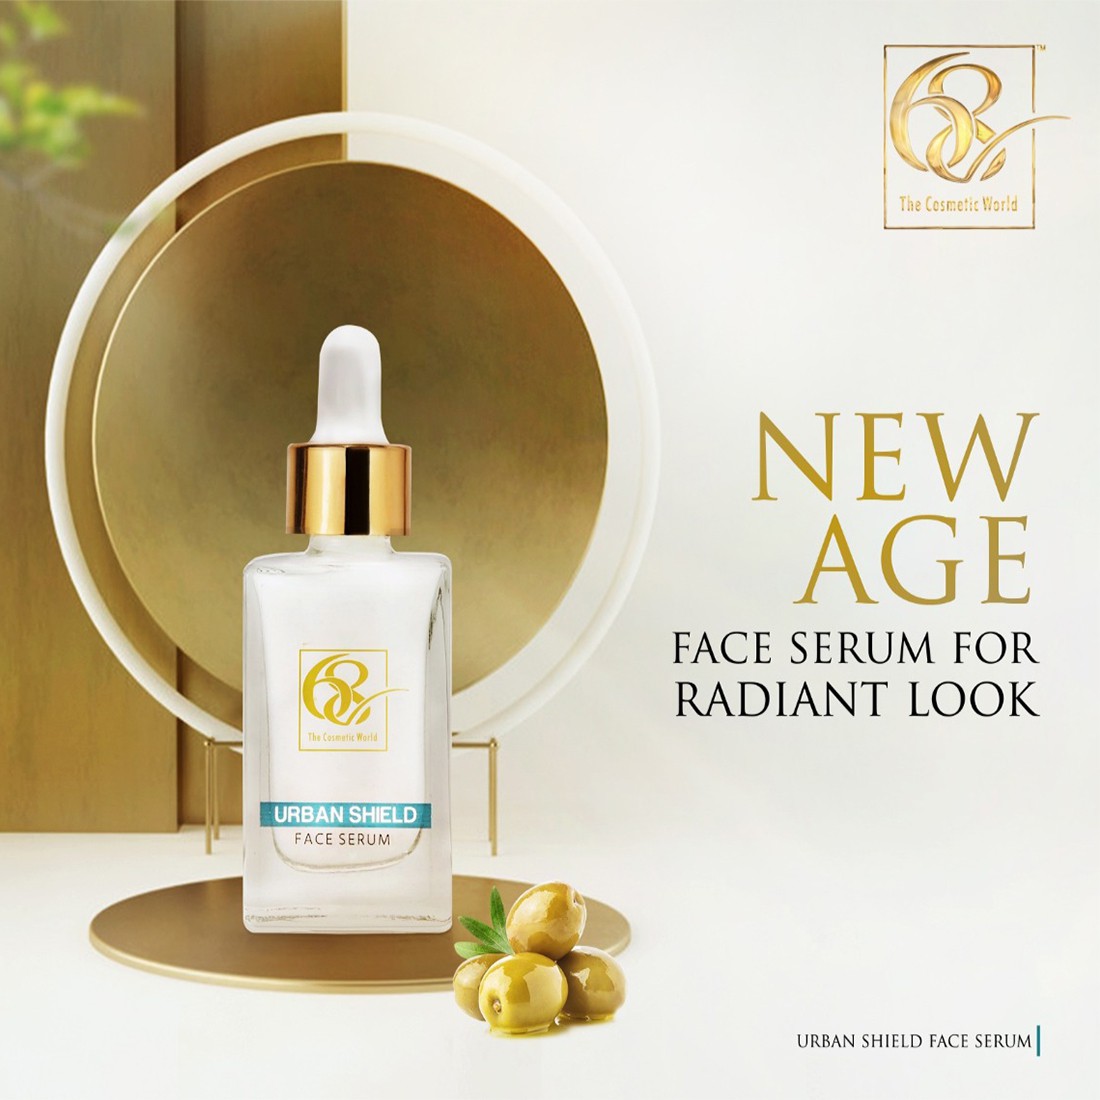 ™
The Cosmetic World
NEW
AGE
FACE SERUM FOR
RADIANT LOOK
The Cosmetic World
URBAN SHIELD
FACE SERUM
URBAN SHIELD FACE SERUM